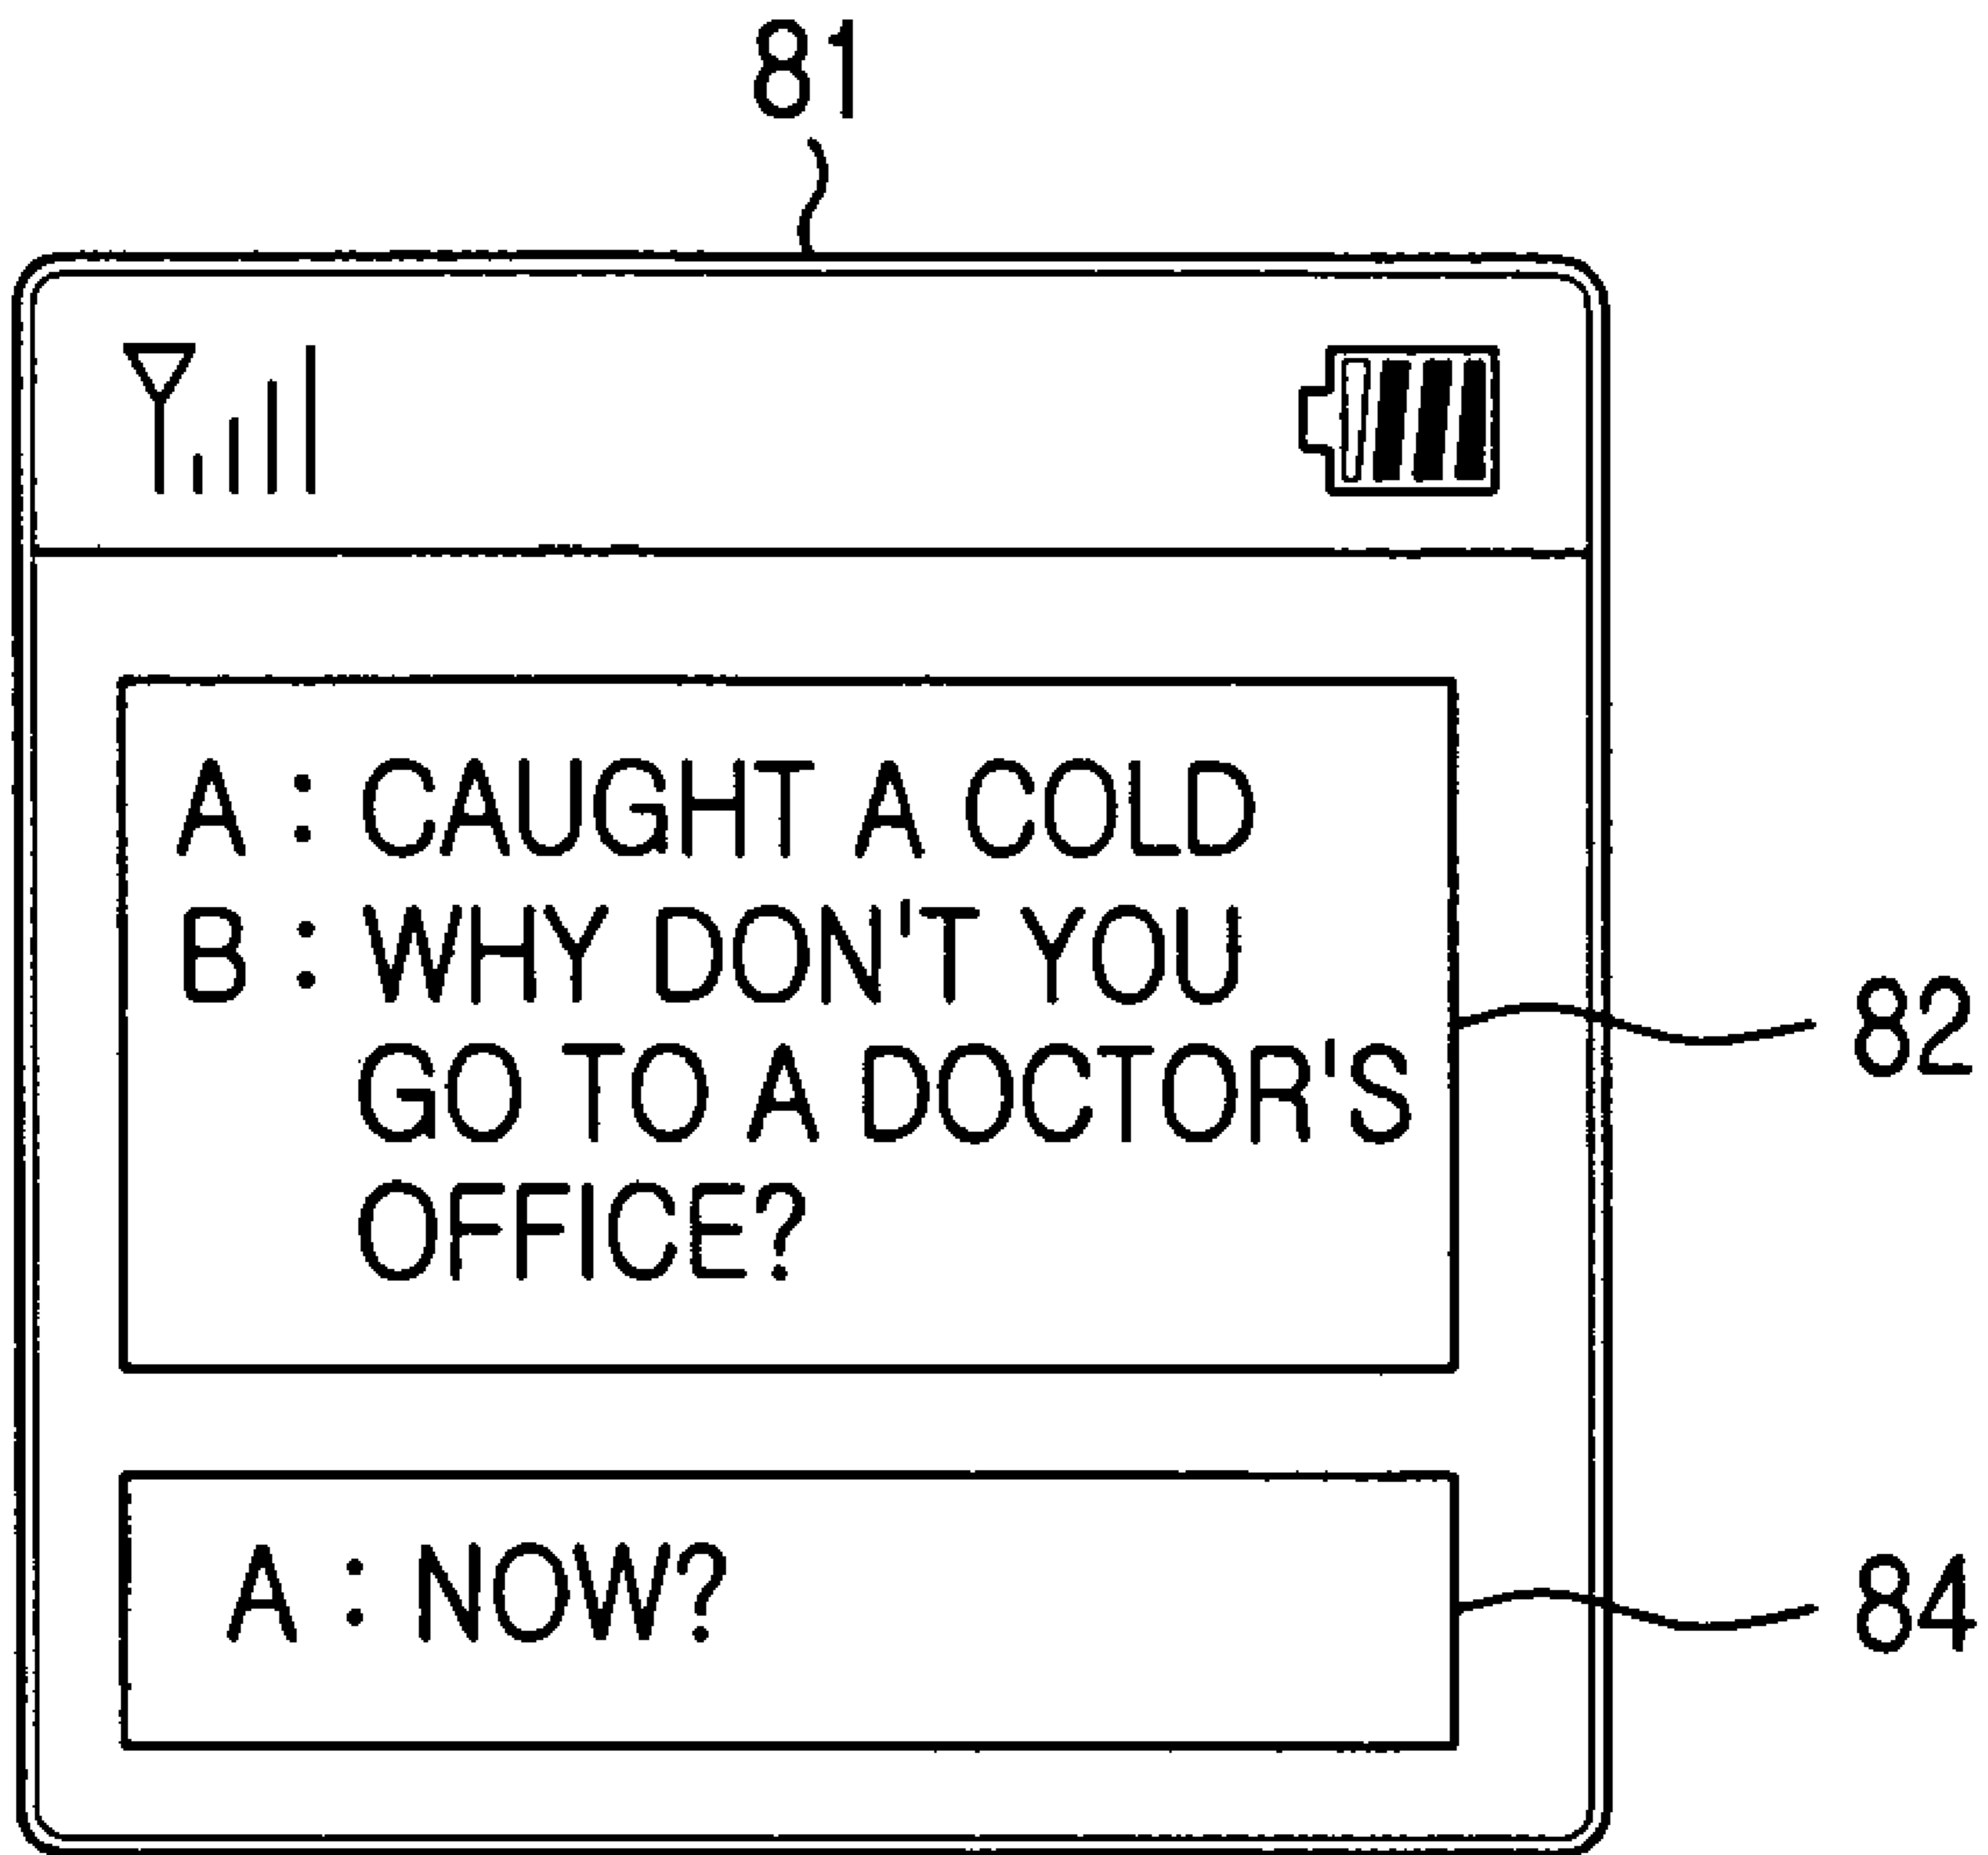 81
A : CAUGHT A COLD
B : WHY DON'T YOU
GO TO A DOCTOR'S
OFFICE?
82
A : NOW?
84